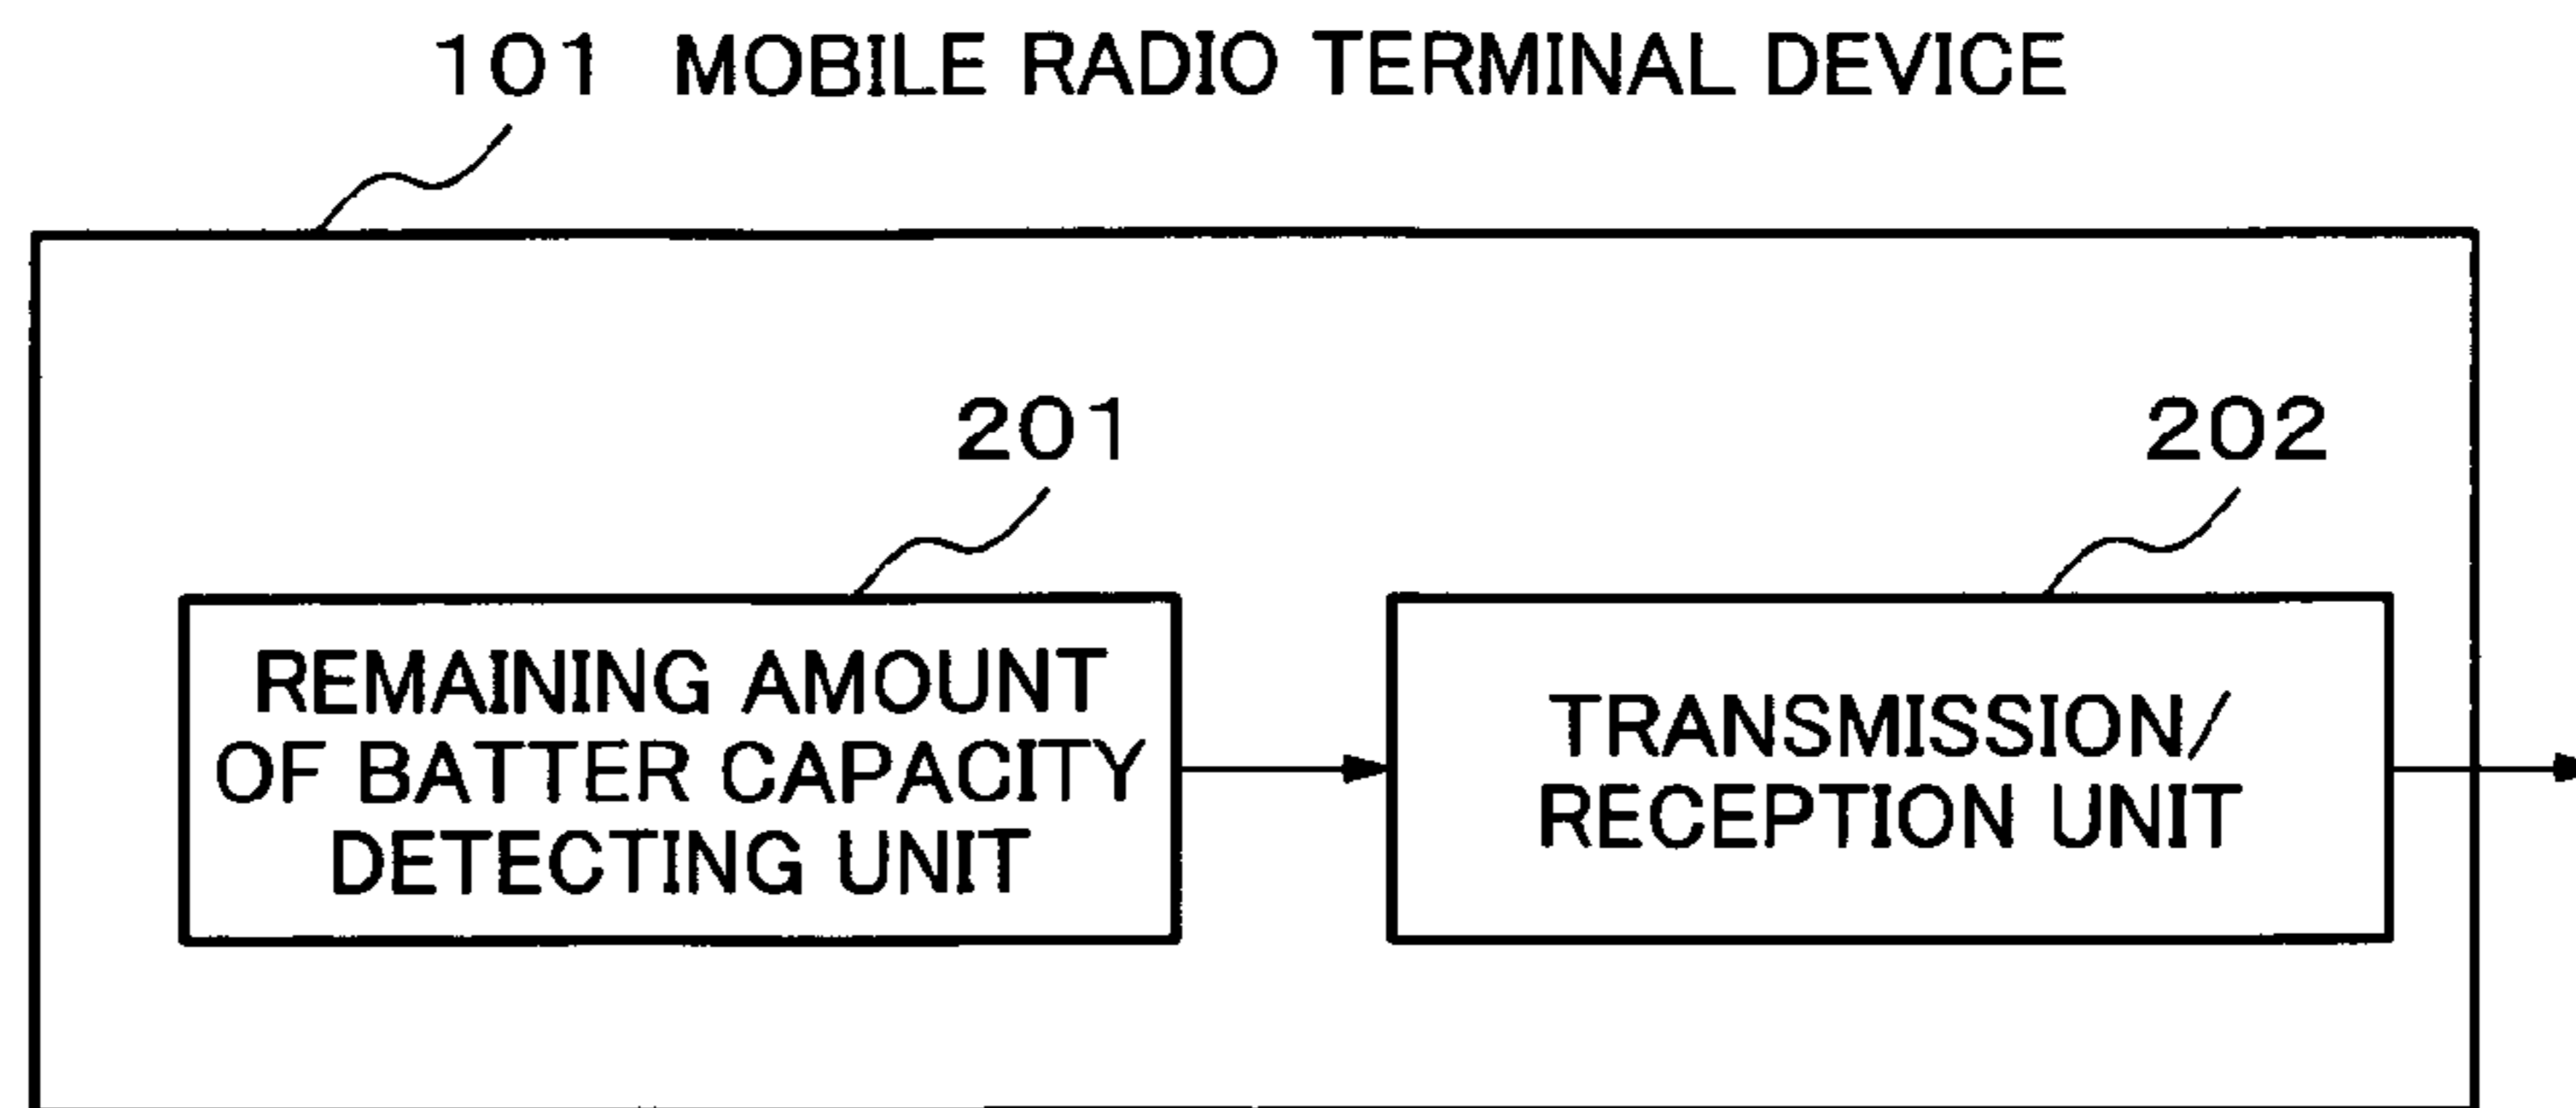 101 MOBILE RADIO TERMINAL DEVICE
201
202
REMAINING AMOUNT
OF BATTER CAPACITY
DETECTING UNIT
TRANSMISSION/
RECEPTION UNIT